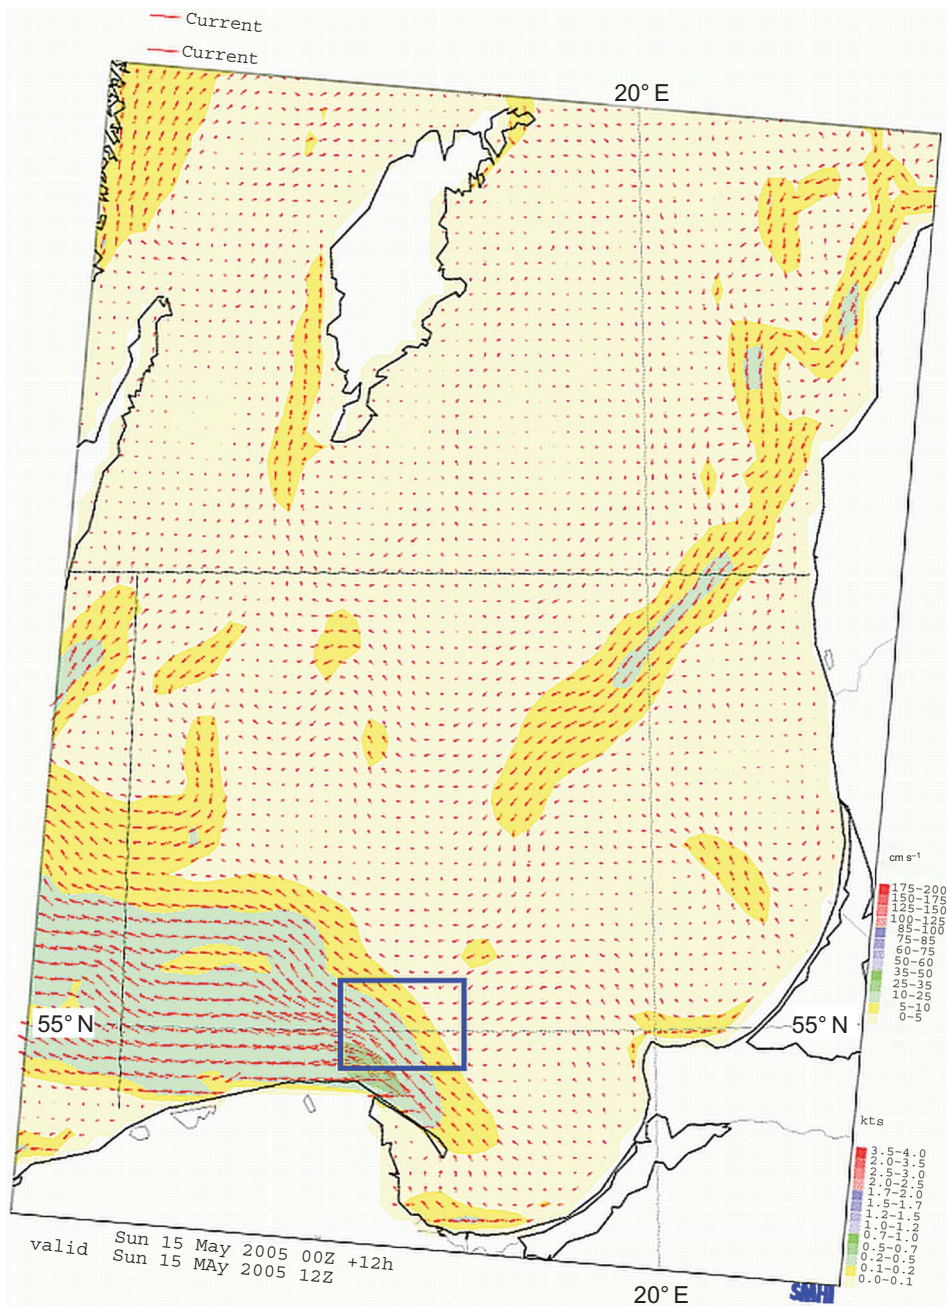 Current
Current
20° E
cm s⁻¹
175-200
150-175
125-150
100-125
85-100
75-85
60-75
50-60
35-50
25-35
10-25
5-10
0-5
55° N
55° N
kts
3.5-4.0
2.0-3.5
2.5-3.0
2.0-2.5
1.7-2.0
1.5-1.7
1.2-1.5
1.0-1.2
0.7-1.0
0.5-0.7
0.2-0.5
0.1-0.2
0.0-0.1
valid Sun 15 May 2005 00Z +12h
Sun 15 MAy 2005 12Z
20° E
SMHI